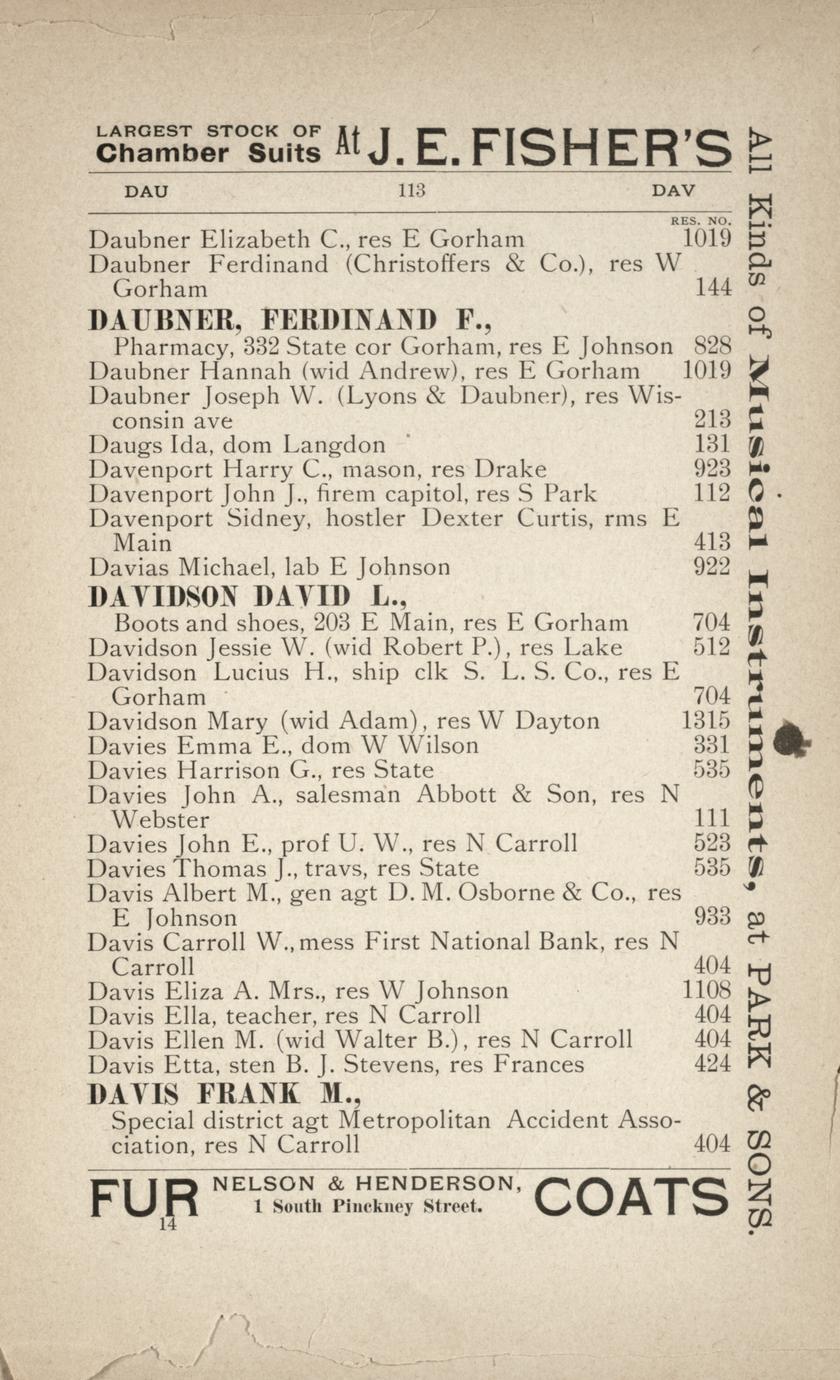 LARGEST STOCK OF
Chamber Suits At J. E. FISHER'S
DAU 113 DAV
RES. NO.
Daubner Elizabeth C., res E Gorham 1019
Daubner Ferdinand (Christoffers & Co.), res W
Gorham 144
DAUBNER, FERDINAND F.,
Pharmacy, 332 State cor Gorham, res E Johnson 828
Daubner Hannah (wid Andrew), res E Gorham 1019
Daubner Joseph W. (Lyons & Daubner), res Wis-
consin ave 213
Daugs Ida, dom Langdon 131
Davenport Harry C., mason, res Drake 923
Davenport John J., firem capitol, res S Park 112
Davenport Sidney, hostler Dexter Curtis, rms E
Main 413
Davias Michael, lab E Johnson 922
DAVIDSON DAVID L.,
Boots and shoes, 203 E Main, res E Gorham 704
Davidson Jessie W. (wid Robert P.), res Lake 512
Davidson Lucius H., ship clk S. L. S. Co., res E
Gorham 704
Davidson Mary (wid Adam), res W Dayton 1315
Davies Emma E., dom W Wilson 331
Davies Harrison G., res State 535
Davies John A., salesman Abbott & Son, res N
Webster 111
Davies John E., prof U. W., res N Carroll 523
Davies Thomas J., travs, res State 535
Davis Albert M., gen agt D. M. Osborne & Co., res
E Johnson 933
Davis Carroll W., mess First National Bank, res N
Carroll 404
Davis Eliza A. Mrs., res W Johnson 1108
Davis Ella, teacher, res N Carroll 404
Davis Ellen M. (wid Walter B.), res N Carroll 404
Davis Etta, sten B. J. Stevens, res Frances 424
DAVIS FRANK M.,
Special district agt Metropolitan Accident Asso-
ciation, res N Carroll 404
FUR NELSON & HENDERSON, COATS
1 South Pinckney Street.
14
All Kinds of Musical Instruments, at PARK & SONS.